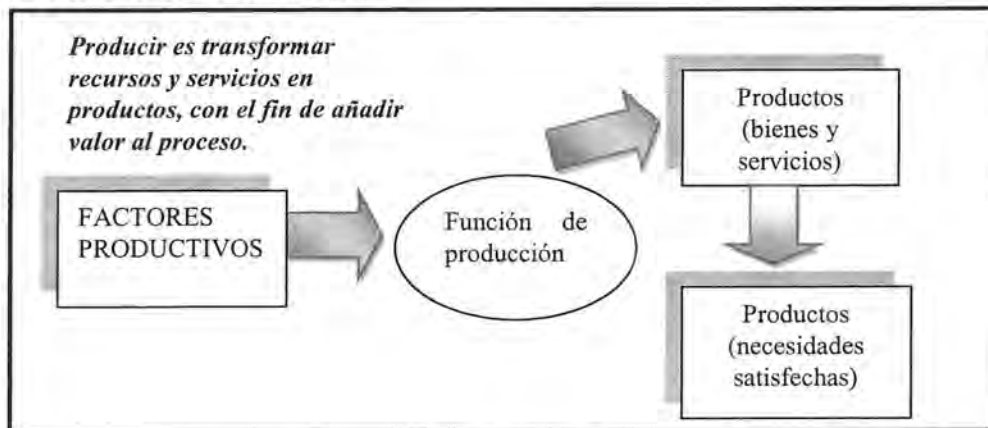 Producir es transformar
recursos y servicios en
productos, con el fin de añadir
valor al proceso.
FACTORES
PRODUCTIVOS
Función de
producción
Productos
(bienes y
servicios)
Productos
(necesidades
satisfechas)